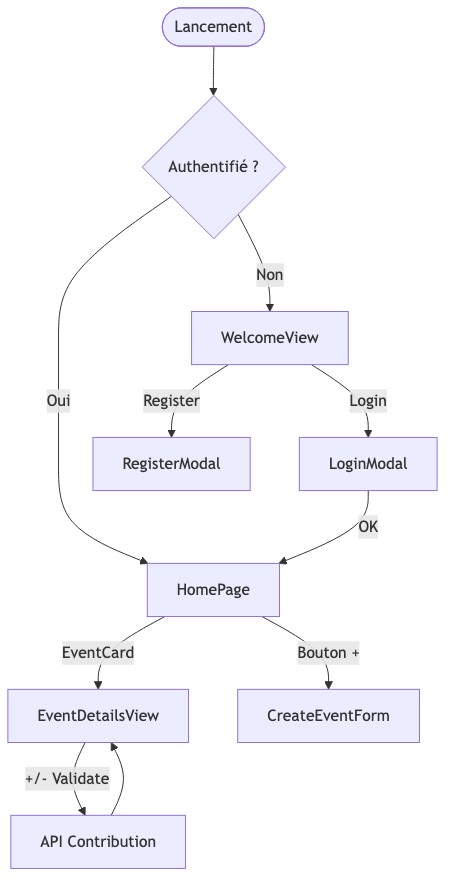 Lancement
Authentifié ?
Non
WelcomeView
Oui
Register
Login
RegisterModal
LoginModal
OK
HomePage
EventCard
Bouton +
EventDetailsView
CreateEventForm
+/- Validate
API Contribution